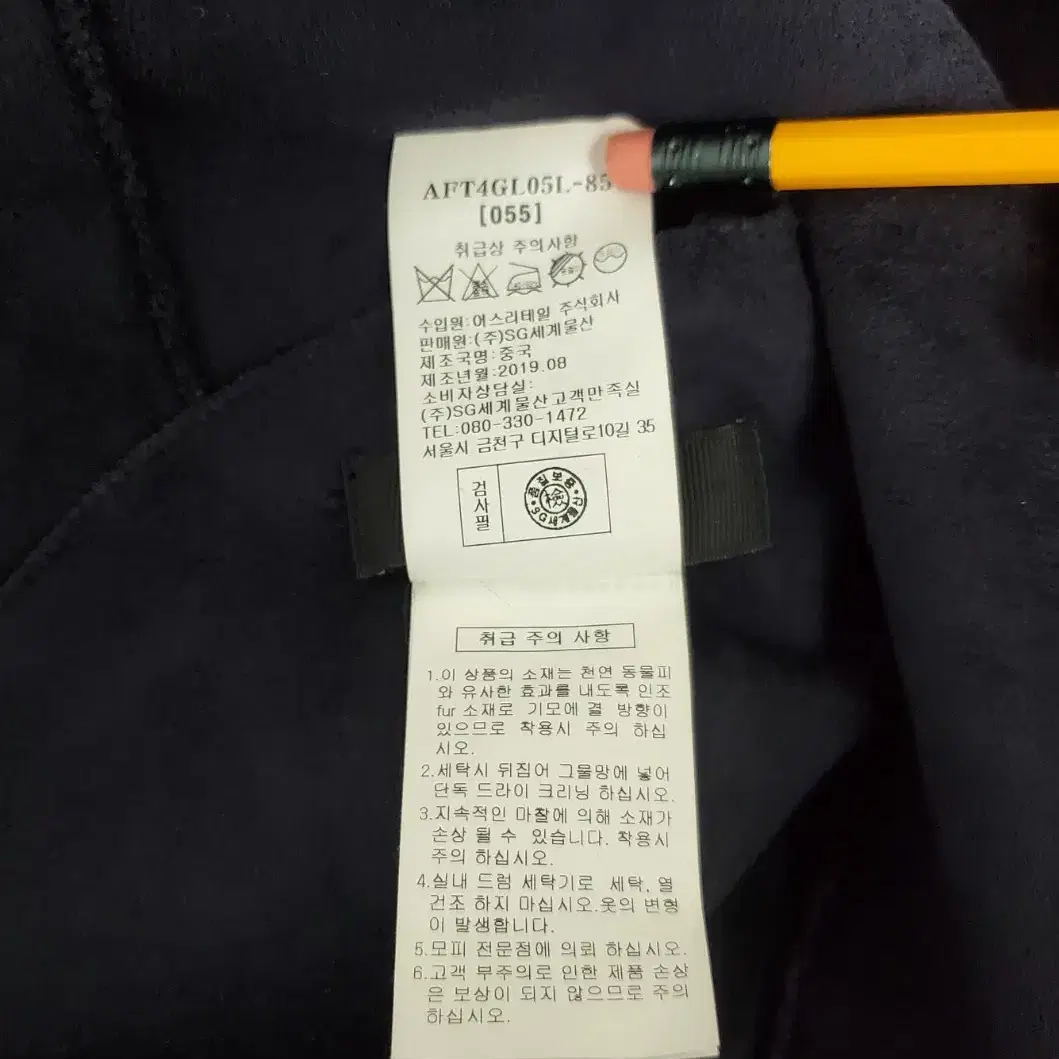 AFT4GL05L-85
[055]
취급상 주의사항
수입원:어스리테일 주식회사
판매원:(주)SG세계물산
제조국명:중국
제조년월:2019.08
소비자상담실:
(주)SG세계물산고객만족실
TEL:080-330-1472
서울시 금천구 디지털로10길 35
검사필
품질보증
檢
SG세계물산
취급 주의 사항
1.이 상품의 소재는 천연 동물피
와 유사한 효과를 내도록 인조
fur 소재로 기모에 결 방향이
있으므로 착용시 주의 하십
시오.
2.세탁시 뒤집어 그물망에 넣어
단독 드라이 크리닝 하십시오.
3.지속적인 마찰에 의해 소재가
손상 될 수 있습니다. 착용시
주의 하십시오.
4.실내 드럼 세탁기로 세탁, 열
건조 하지 마십시오.옷의 변형
이 발생합니다.
5.모피 전문점에 의뢰 하십시오.
6.고객 부주의로 인한 제품 손상
은 보상이 되지 않으므로 주의
하십시오.